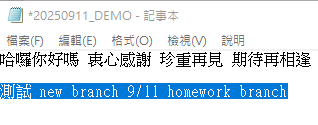 *20250911_DEMO - 記事本
檔案(F) 編輯(E) 格式(O) 檢視(V) 說明
哈囉你好嗎 衷心感謝 珍重再見 期待再相逢
測試 new branch 9/11 homework branch